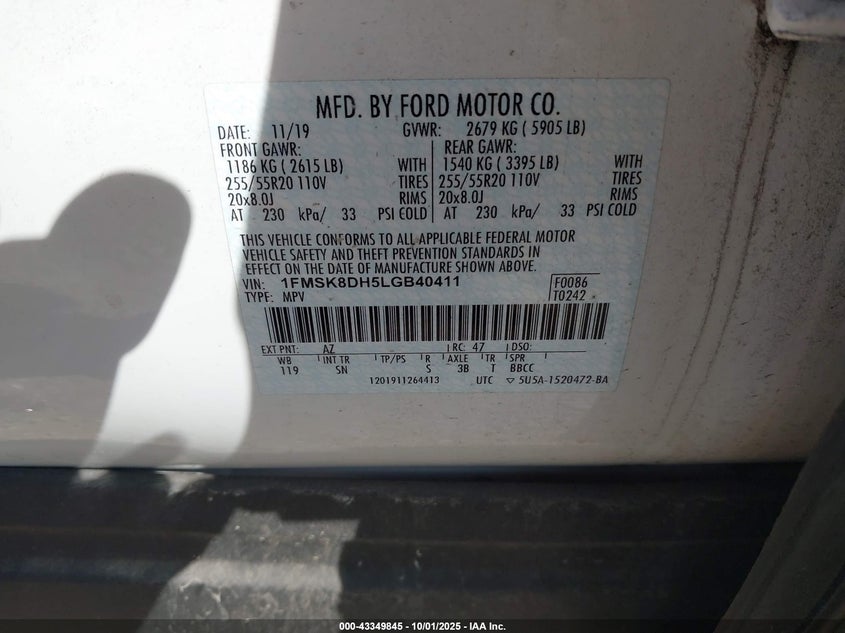 MFD. BY FORD MOTOR CO.
DATE: 11/19 GVWR: 2679 KG ( 5905 LB)
FRONT GAWR: REAR GAWR:
1186 KG ( 2615 LB) WITH 1540 KG ( 3395 LB) WITH
255/55R20 110V TIRES 255/55R20 110V TIRES
20x8.0J RIMS 20x8.0J RIMS
AT 230 kPa/ 33 PSI COLD AT 230 kPa/ 33 PSI COLD
THIS VEHICLE CONFORMS TO ALL APPLICABLE FEDERAL MOTOR
VEHICLE SAFETY AND THEFT PREVENTION STANDARDS IN
EFFECT ON THE DATE OF MANUFACTURE SHOWN ABOVE.
VIN: 1FMSK8DH5LGB40411 F0086
TYPE: MPV T0242
EXT PNT: AZ RC: 47 DSO:
WB INT TR TP/PS R AXLE TR SPR
119 SN S 3B T BBCC
1201911264413 UTC ▽ 5U5A-1520472-BA
000-43349845 - 10/01/2025 - IAA Inc.